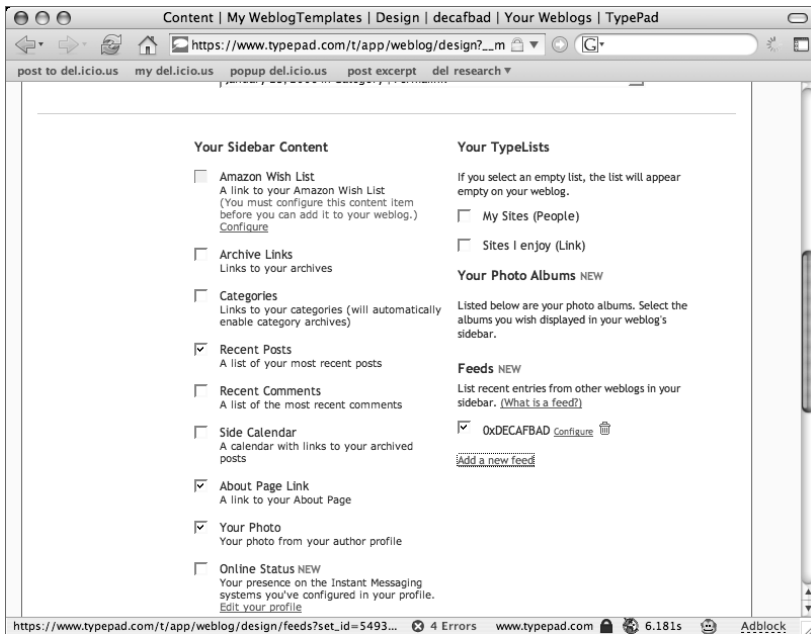 Content | My WeblogTemplates | Design | decafbad | Your Weblogs | TypePad
https://www.typepad.com/t/app/weblog/design?__m
G
post to del.icio.us my del.icio.us popup del.icio.us post excerpt del research
Your Sidebar Content
Amazon Wish List
A link to your Amazon Wish List
(You must configure this content item
before you can add it to your weblog.)
Configure
Archive Links
Links to your archives
Categories
Links to your categories (will automatically
enable category archives)
Recent Posts
A list of your most recent posts
Recent Comments
A list of the most recent comments
Side Calendar
A calendar with links to your archived
posts
About Page Link
A link to your About Page
Your Photo
Your photo from your author profile
Online Status NEW
Your presence on the Instant Messaging
systems you've configured in your profile.
Edit your profile
Your TypeLists
If you select an empty list, the list will appear
empty on your weblog.
My Sites (People)
Sites I enjoy (Link)
Your Photo Albums NEW
Listed below are your photo albums. Select the
albums you wish displayed in your weblog's
sidebar.
Feeds NEW
List recent entries from other weblogs in your
sidebar. (What is a feed?)
0xDECAFBAD Configure
Add a new feed
https://www.typepad.com/t/app/weblog/design/feeds?set_id=5493... 4 Errors www.typepad.com 6.181s Adblock